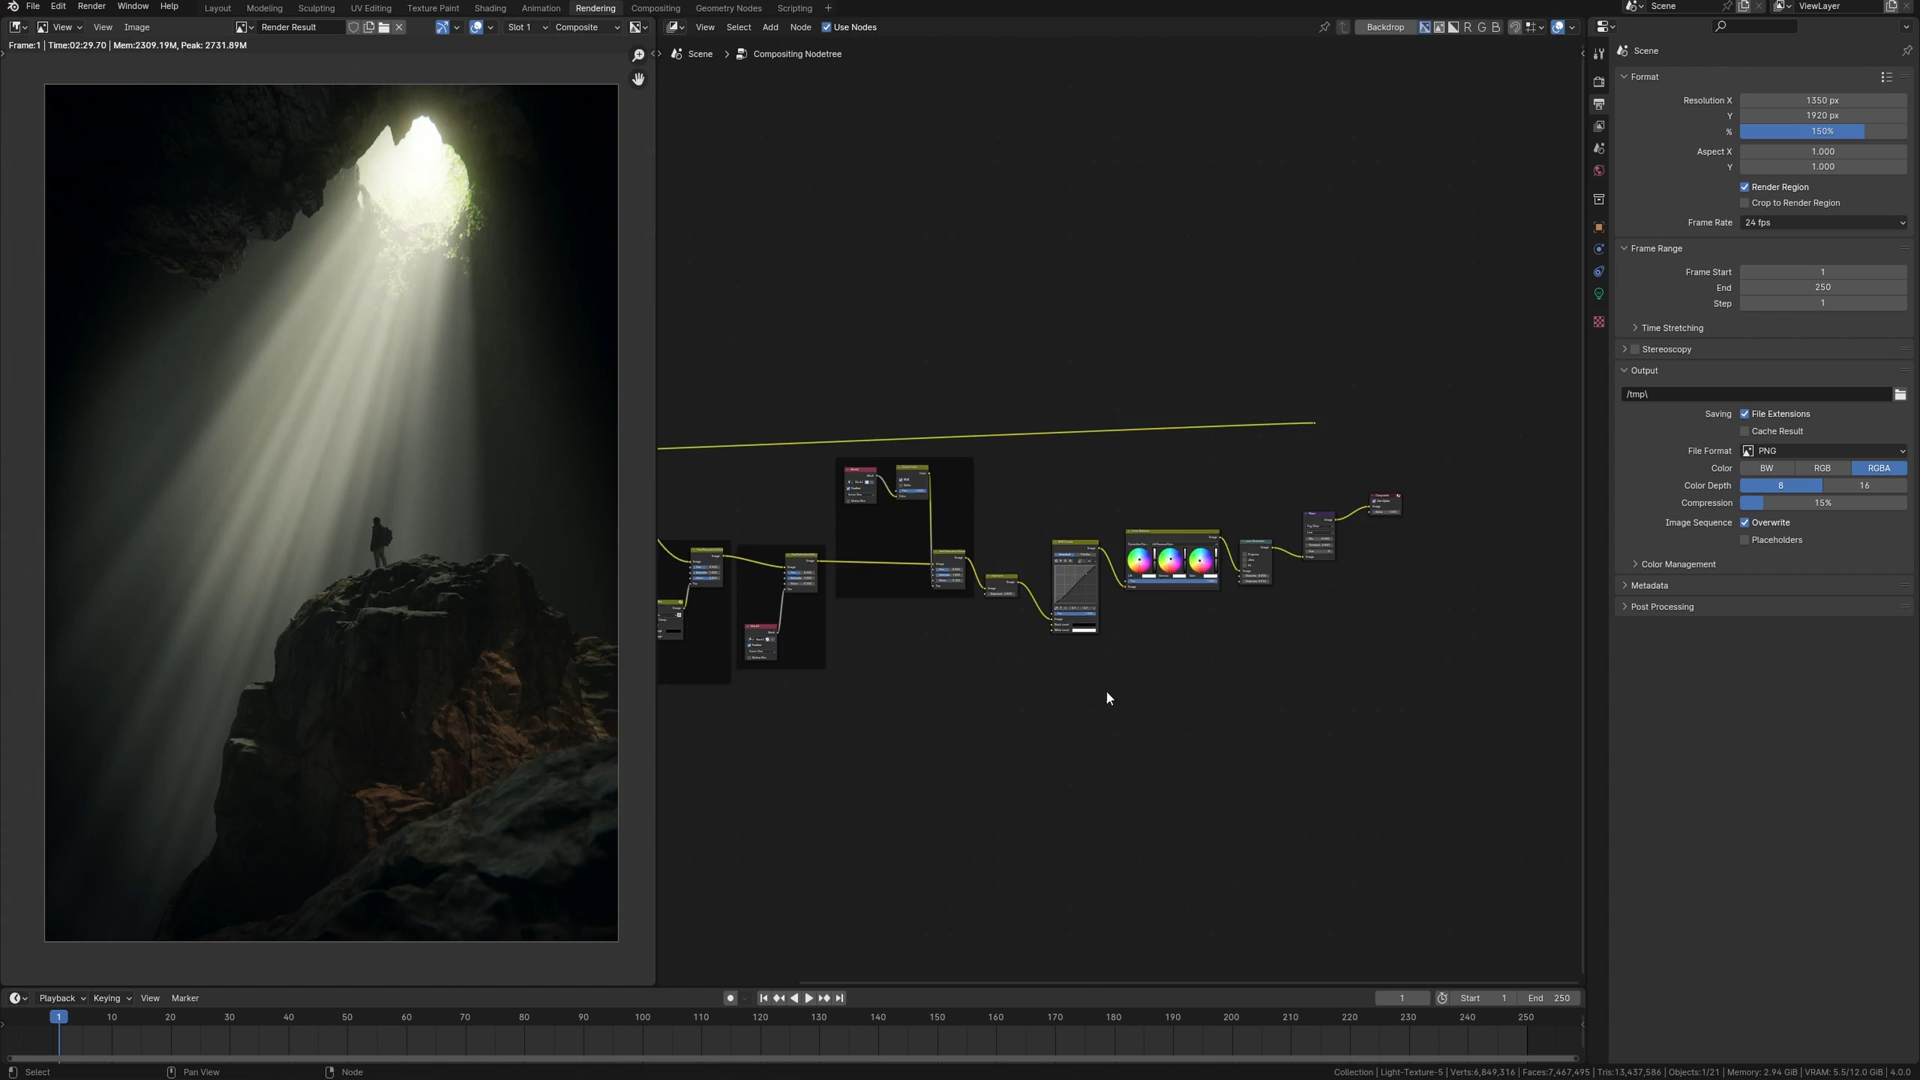 File Edit Render Window Help Layout Modeling Sculpting UV Editing Texture Paint Shading Animation Rendering Compositing Geometry Nodes Scripting + Scene ViewLayer
View View Image Render Result Slot 1 Composite View Select Add Node Use Nodes Backdrop R G B
Frame:1 | Time:02:29.70 | Mem:2309.19M, Peak: 2731.89M
Scene > Compositing Nodetree
Scene
Format
Resolution X 1350 px
Y 1920 px
% 150%
Aspect X 1.000
Y 1.000
Render Region
Crop to Render Region
Frame Rate 24 fps
Frame Range
Frame Start 1
End 250
Step 1
Time Stretching
Stereoscopy
Output
/tmp\
Saving File Extensions
Cache Result
File Format PNG
Color BW RGB RGBA
Color Depth 8 16
Compression 15%
Image Sequence Overwrite
Placeholders
Color Management
Metadata
Post Processing
Playback Keying View Marker 1 Start 1 End 250
1 10 20 30 40 50 60 70 80 90 100 110 120 130 140 150 160 170 180 190 200 210 220 230 240 250
Select Pan View Node Collection | Light-Texture-5 | Verts:6,849,316 | Faces:7,467,495 | Tris:13,437,586 | Objects:1/21 | Memory: 2.94 GiB | VRAM: 5.5/12.0 GiB | 4.0.0